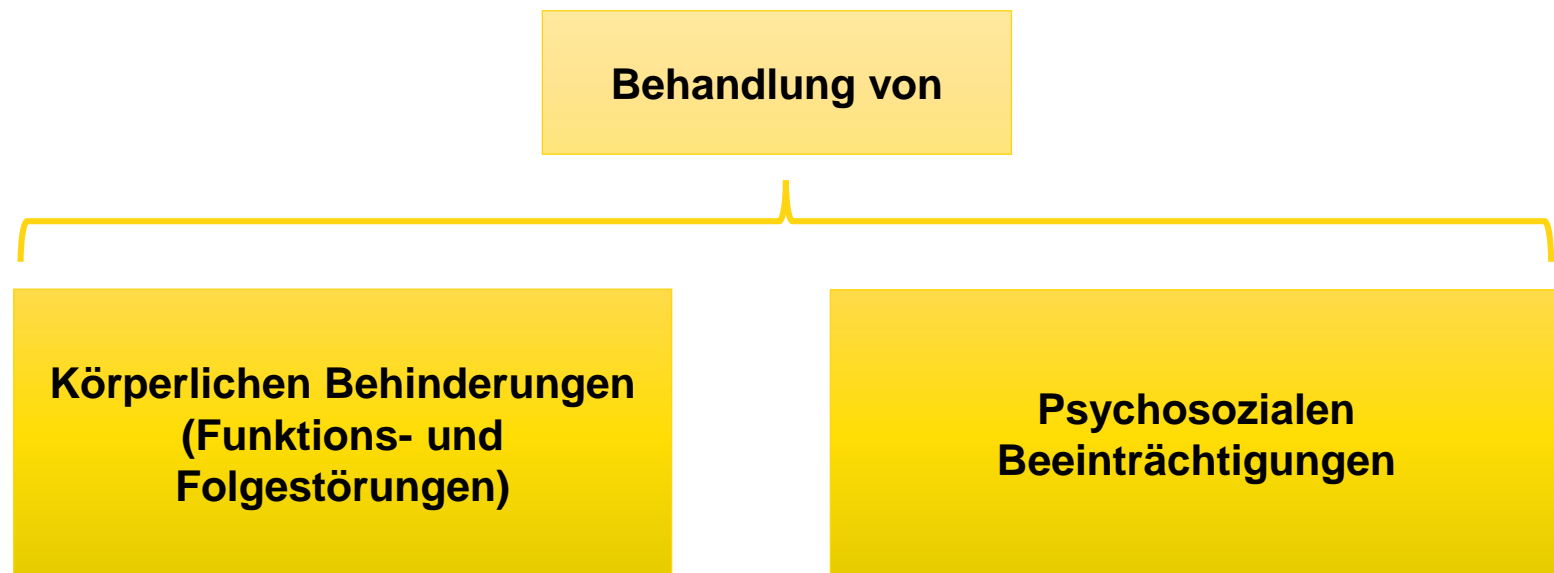 Behandlung von
Körperlichen Behinderungen
(Funktions- und
Folgestörungen)
Psychosozialen
Beeinträchtigungen